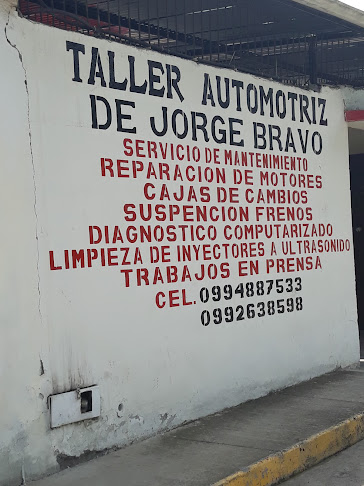 TALLER AUTOMOTRIZ
DE JORGE BRAVO
SERVICIO DE MANTENIMIENTO
REPARACION DE MOTORES
CAJAS DE CAMBIOS
SUSPENCION FRENOS
DIAGNOSTICO COMPUTARIZADO
LIMPIEZA DE INYECTORES A ULTRASONIDO
TRABAJOS EN PRENSA
CEL. 0994887533
0992638598